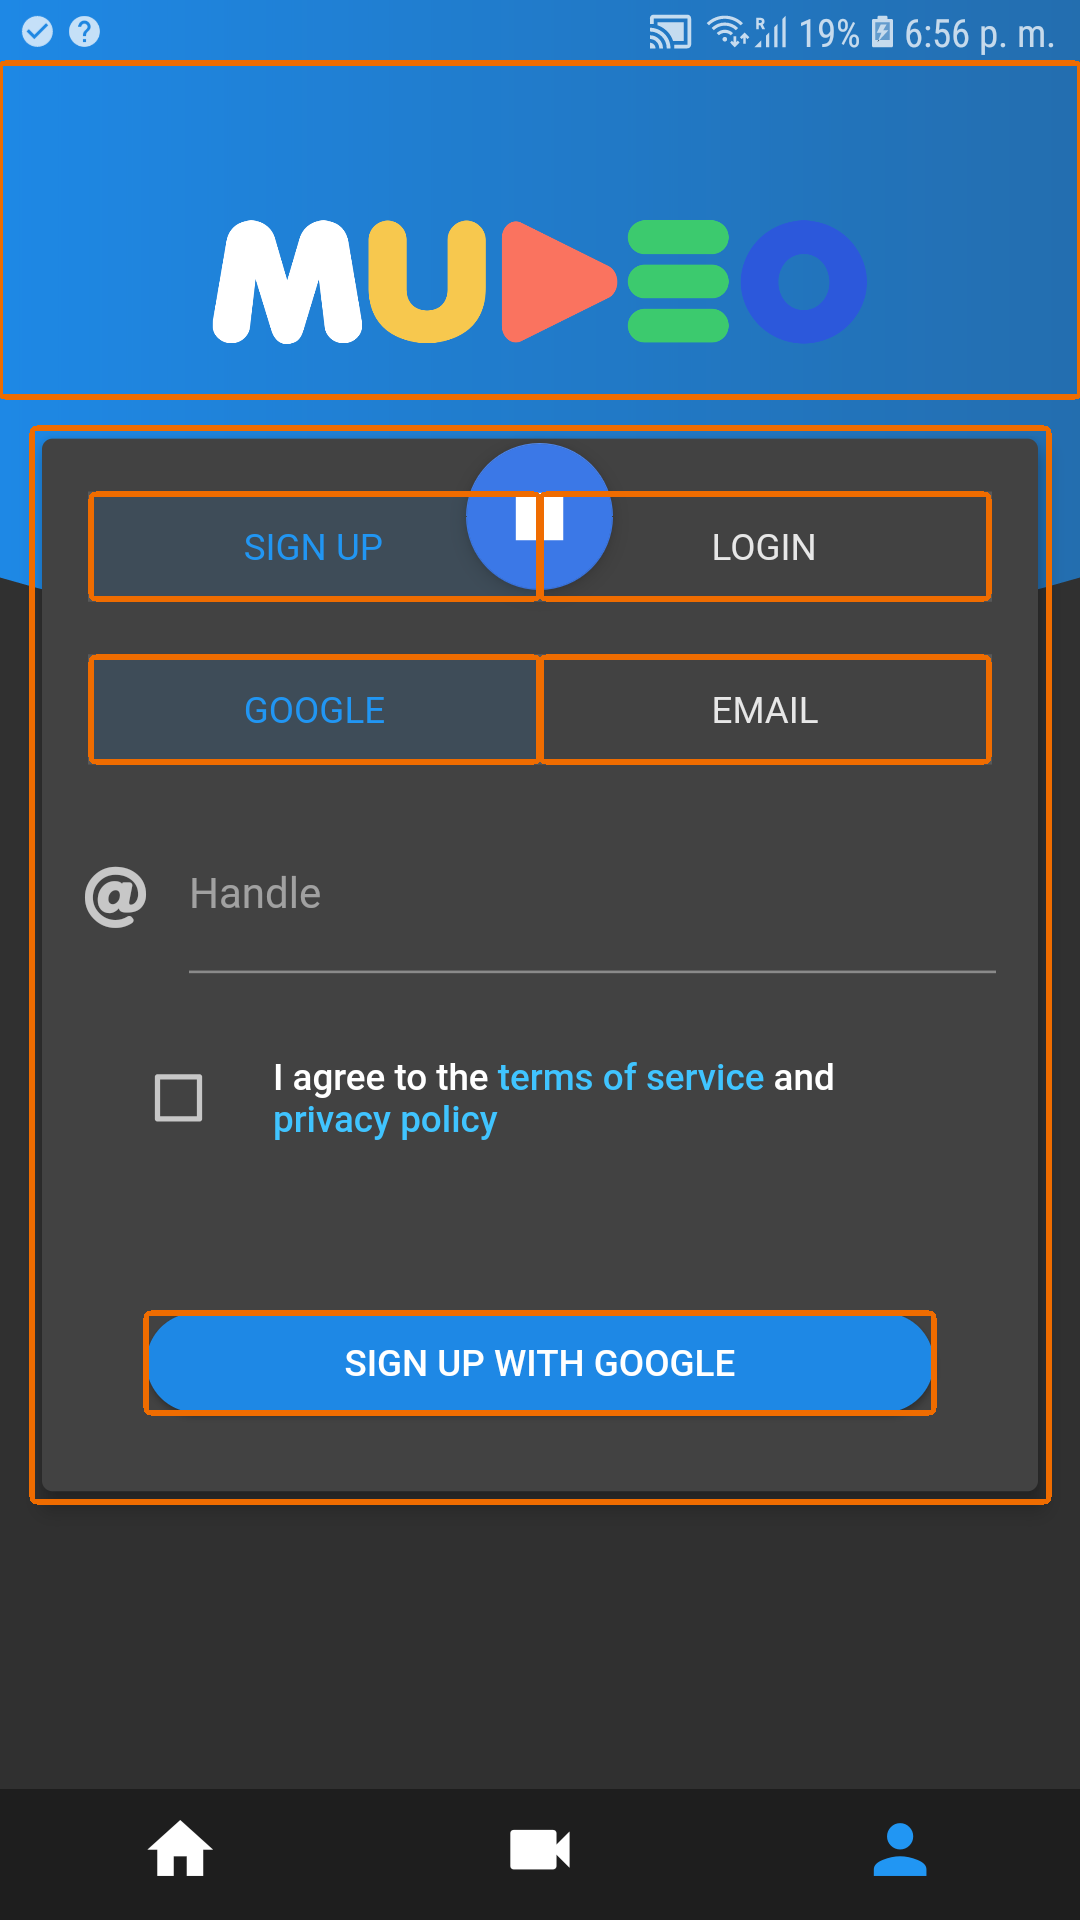 R 19% 6:56 p. m.
MUDEO
SIGN UP
LOGIN
GOOGLE
EMAIL
@ Handle
I agree to the terms of service and
privacy policy
SIGN UP WITH GOOGLE